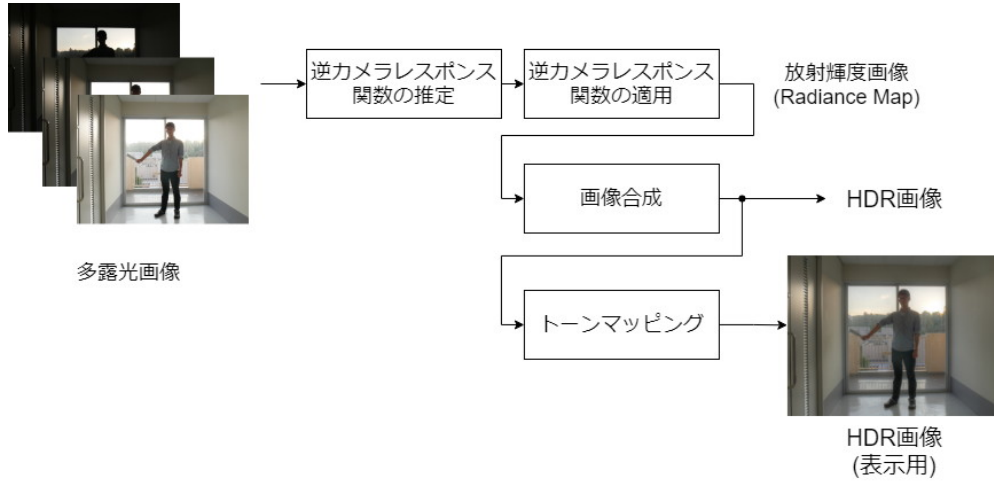 逆カメラレスポンス
関数の推定
逆カメラレスポンス
関数の適用
放射輝度画像
(Radiance Map)
画像合成
HDR画像
多露光画像
トーンマッピング
HDR画像
(表示用)